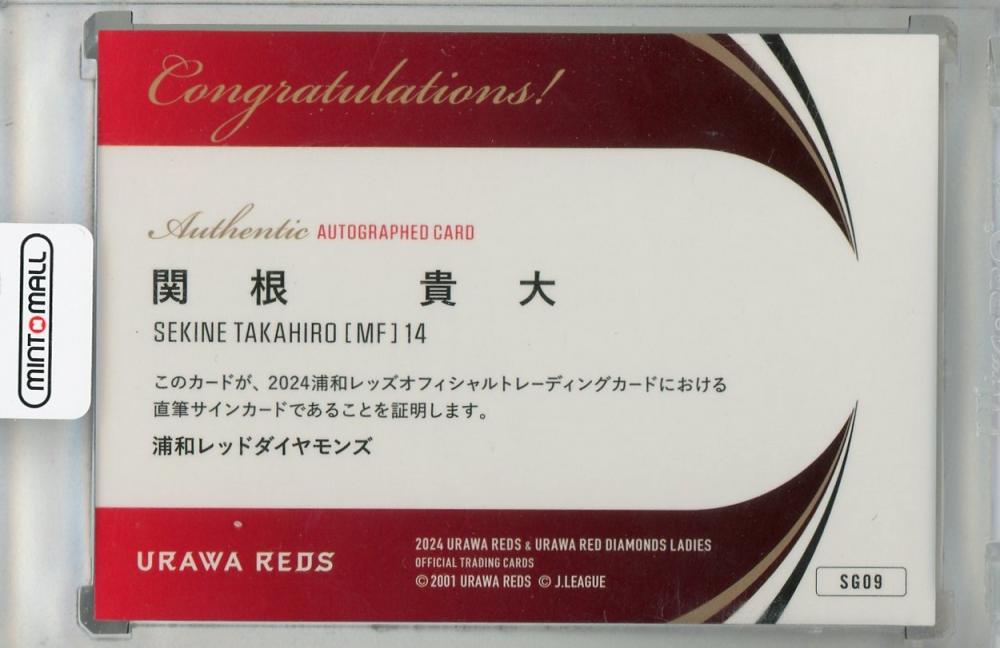 Congratulations!
Authentic AUTOGRAPHED CARD
関根 貴大
SEKINE TAKAHIRO [MF] 14
このカードが、2024浦和レッズオフィシャルトレーディングカードにおける
直筆サインカードであることを証明します。
浦和レッドダイヤモンズ
URAWA REDS
2024 URAWA REDS & URAWA RED DIAMONDS LADIES
OFFICIAL TRADING CARDS
© 2001 URAWA REDS © J.LEAGUE
SG09
MINT MALL